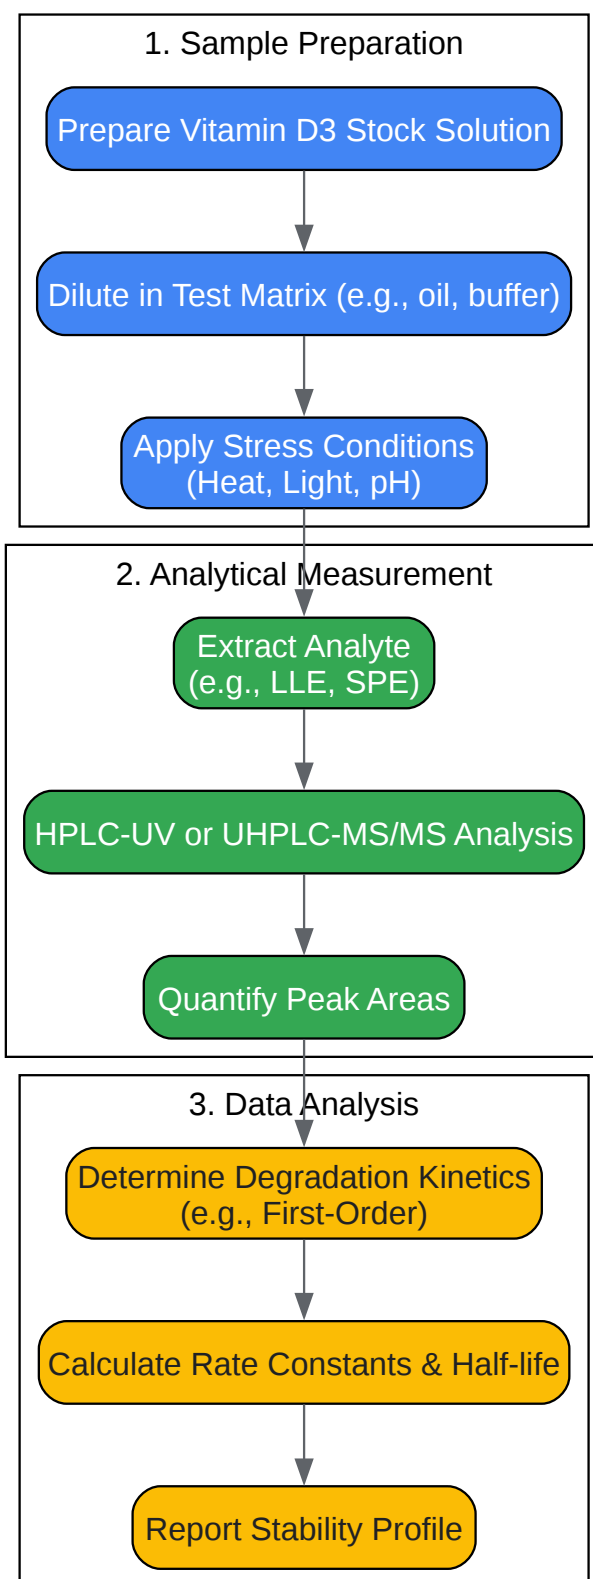 1. Sample Preparation
Prepare Vitamin D3 Stock Solution
Dilute in Test Matrix (e.g., oil, buffer)
Apply Stress Conditions
(Heat, Light, pH)
2. Analytical Measurement
Extract Analyte
(e.g., LLE, SPE)
HPLC-UV or UHPLC-MS/MS Analysis
Quantify Peak Areas
3. Data Analysis
Determine Degradation Kinetics
(e.g., First-Order)
Calculate Rate Constants & Half-life
Report Stability Profile